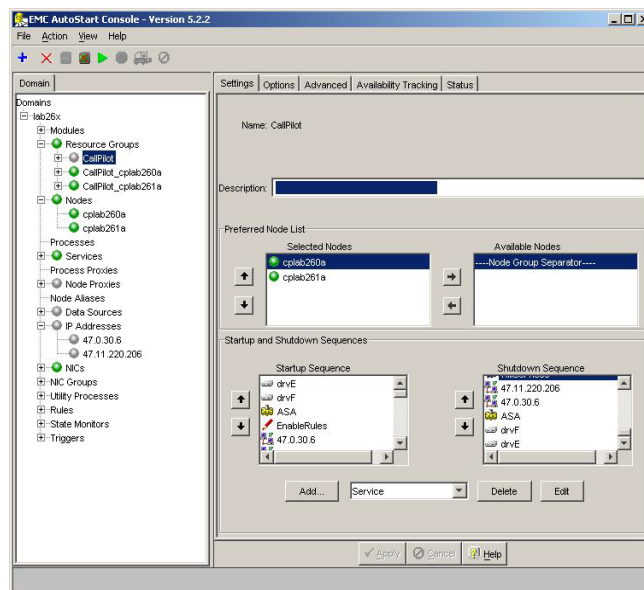 EMC AutoStart Console - Version 5.2.2
File Action View Help
Domain
Settings Options Advanced Availability Tracking Status
Domains
lab26x
Modules
Resource Groups
CallPilot
CallPilot_cplab260a
CallPilot_cplab261a
Nodes
cplab260a
cplab261a
Processes
Services
Process Proxies
Node Proxies
Node Aliases
Data Sources
IP Addresses
47.0.30.6
47.11.220.206
NICs
NIC Groups
Utility Processes
Rules
State Monitors
Triggers
Name: CallPilot
Description:
Preferred Node List
Selected Nodes
cplab260a
cplab261a
Available Nodes
----Node Group Separator----
Startup and Shutdown Sequences
Startup Sequence
drvE
drvF
ASA
EnableRules
47.0.30.6
Shutdown Sequence
47.11.220.206
47.0.30.6
ASA
drvF
drvE
Add... Service Delete Edit
Apply Cancel Help